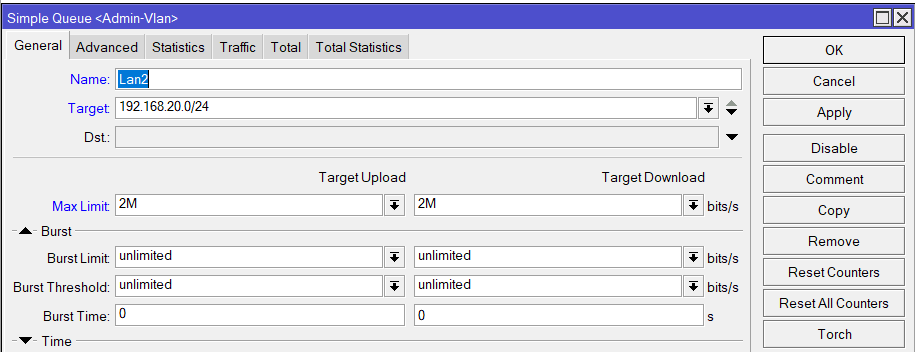 Simple Queue <Admin-Vlan>
General Advanced Statistics Traffic Total Total Statistics
Name: Lan2
Target: 192.168.20.0/24
Dst.:
Target Upload Target Download
Max Limit: 2M 2M bits/s
Burst
Burst Limit: unlimited unlimited bits/s
Burst Threshold: unlimited unlimited bits/s
Burst Time: 0 0 s
Time
OK
Cancel
Apply
Disable
Comment
Copy
Remove
Reset Counters
Reset All Counters
Torch